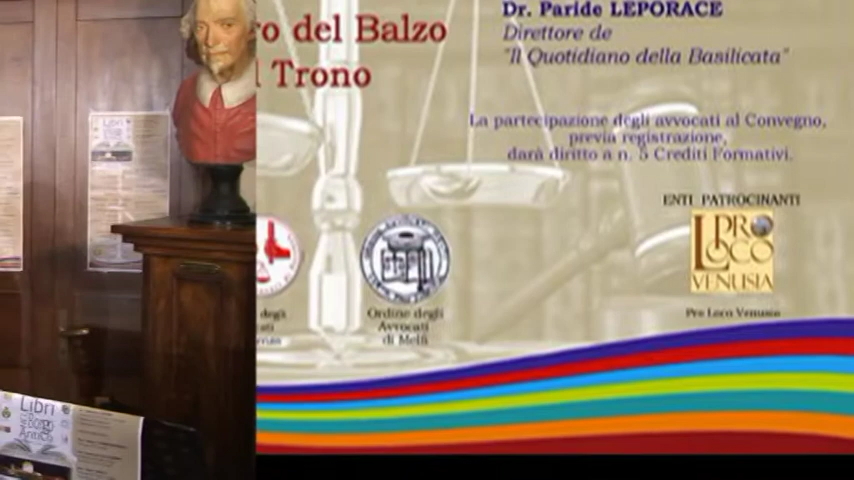 ro del Balzo
l Trono
Dr. Paride LEPORACE
Direttore de
"Il Quotidiano della Basilicata"
La partecipazione degli avvocati al Convegno,
previa registrazione,
darà diritto a n. 5 Crediti Formativi.
ENTI PATROCINANTI
PRO
LOCO
VENUSIA
Pro Loco Venusia
Ordine degli
Avvocati
di Melfi
degli
Libri
Libri